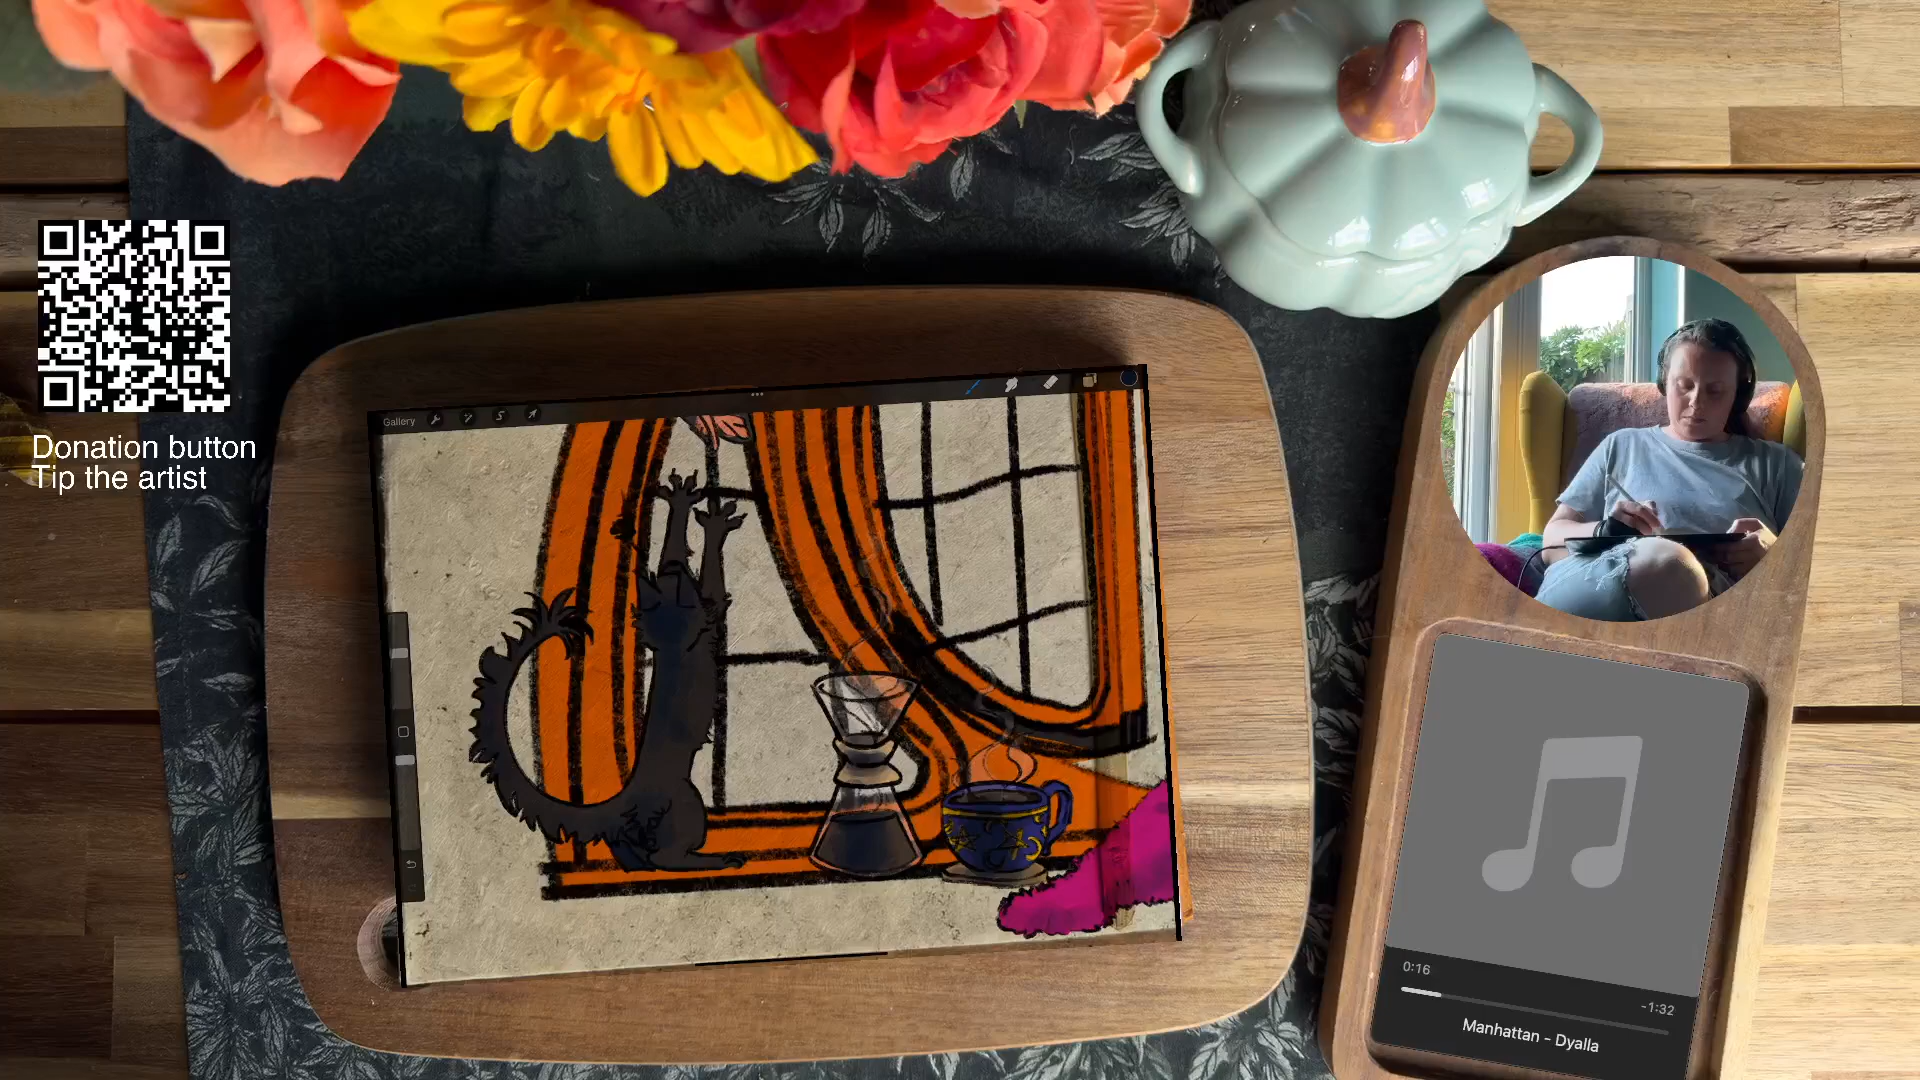 Donation button
Tip the artist
Gallery
0:16
-1:32
Manhattan - Dyalla